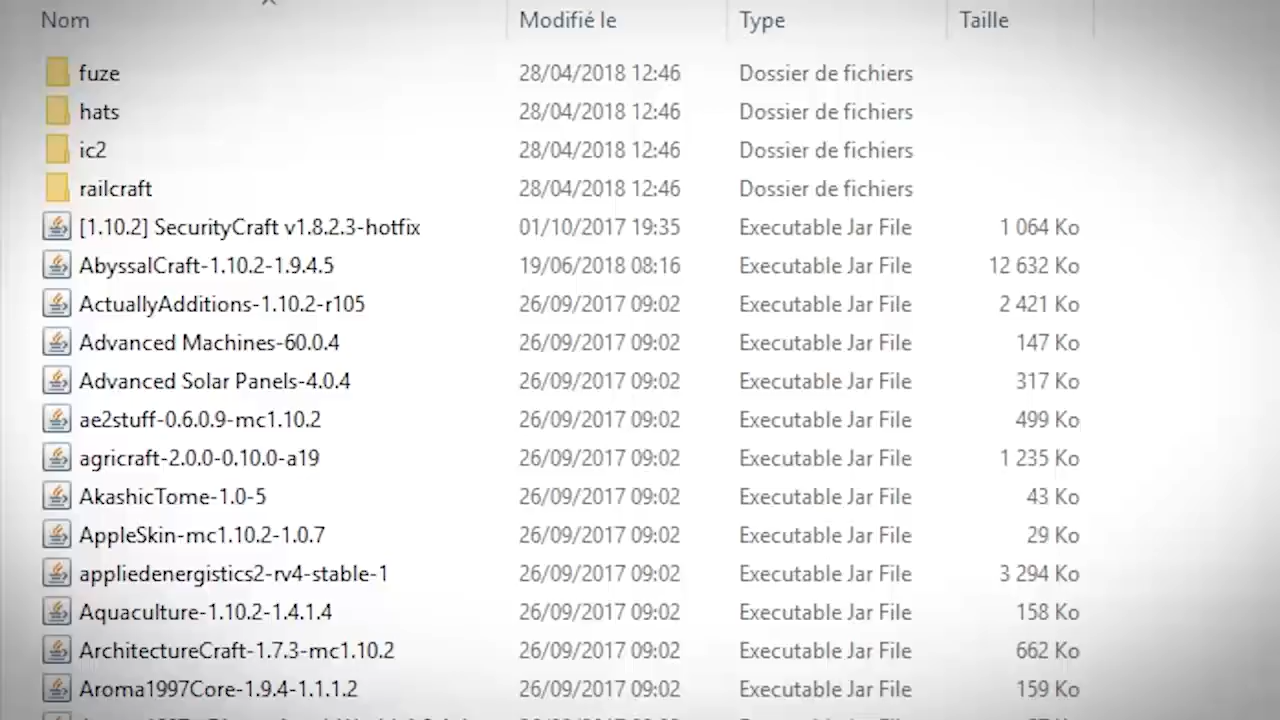 Nom Modifié le Type Taille
fuze 28/04/2018 12:46 Dossier de fichiers
hats 28/04/2018 12:46 Dossier de fichiers
ic2 28/04/2018 12:46 Dossier de fichiers
railcraft 28/04/2018 12:46 Dossier de fichiers
[1.10.2] SecurityCraft v1.8.2.3-hotfix 01/10/2017 19:35 Executable Jar File 1 064 Ko
AbyssalCraft-1.10.2-1.9.4.5 19/06/2018 08:16 Executable Jar File 12 632 Ko
ActuallyAdditions-1.10.2-r105 26/09/2017 09:02 Executable Jar File 2 421 Ko
Advanced Machines-60.0.4 26/09/2017 09:02 Executable Jar File 147 Ko
Advanced Solar Panels-4.0.4 26/09/2017 09:02 Executable Jar File 317 Ko
ae2stuff-0.6.0.9-mc1.10.2 26/09/2017 09:02 Executable Jar File 499 Ko
agricraft-2.0.0-0.10.0-a19 26/09/2017 09:02 Executable Jar File 1 235 Ko
AkashicTome-1.0-5 26/09/2017 09:02 Executable Jar File 43 Ko
AppleSkin-mc1.10.2-1.0.7 26/09/2017 09:02 Executable Jar File 29 Ko
appliedenergistics2-rv4-stable-1 26/09/2017 09:02 Executable Jar File 3 294 Ko
Aquaculture-1.10.2-1.4.1.4 26/09/2017 09:02 Executable Jar File 158 Ko
ArchitectureCraft-1.7.3-mc1.10.2 26/09/2017 09:02 Executable Jar File 662 Ko
Aroma1997Core-1.9.4-1.1.1.2 26/09/2017 09:02 Executable Jar File 159 Ko